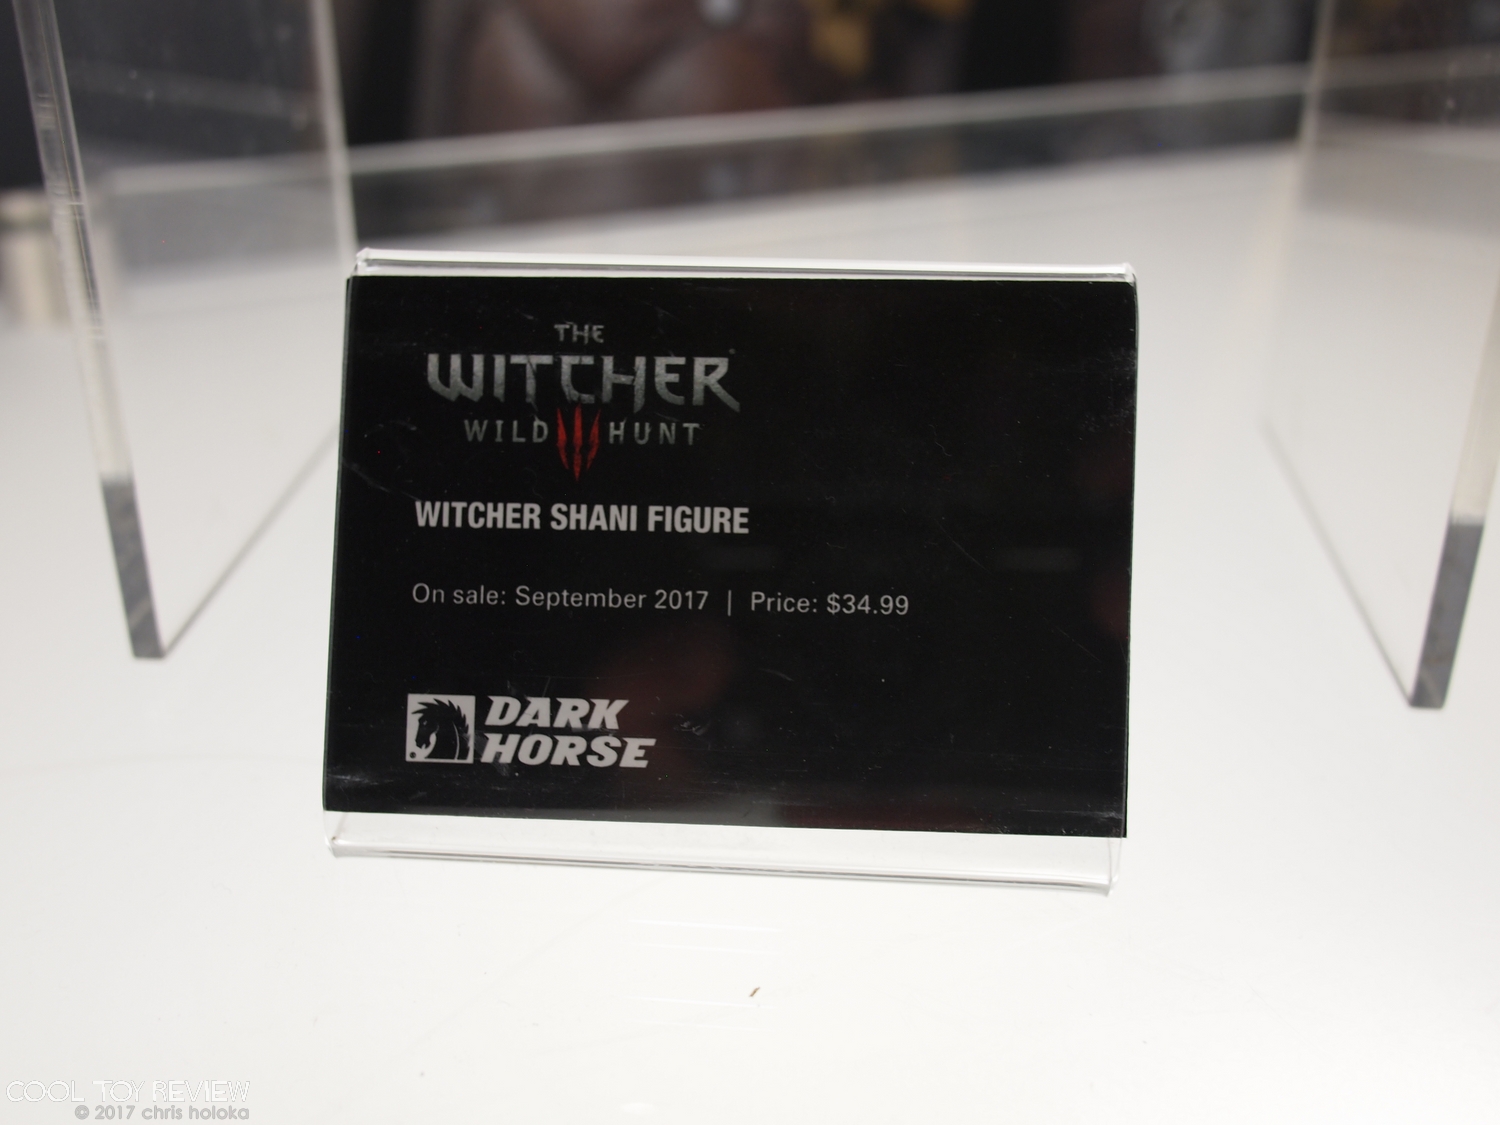 THE
WITCHER
WILD HUNT
WITCHER SHANI FIGURE
On sale: September 2017 | Price: $34.99
DARK
HORSE
COOL TOY REVIEW
© 2017 chris holoka